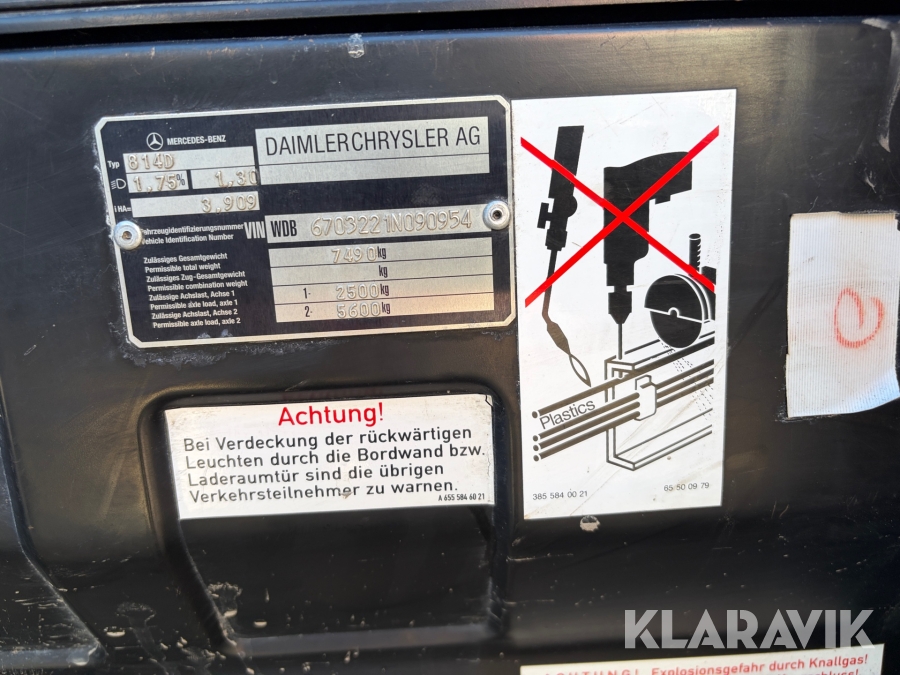 MERCEDES-BENZ
DAIMLERCHRYSLER AG
Typ 814D
1.75% 1.30
i HA= 3.909
Fahrzeugidentifizierungsnummer
Vehicle Identification Number
VIN WDB 6703221N090954
Zulässiges Gesamtgewicht
Permissible total weight
7490 kg
Zulässiges Zug-Gesamtgewicht
Permissible combination weight
kg
Zulässige Achslast, Achse 1
Permissible axle load, axle 1
1- 2500 kg
Zulässige Achslast, Achse 2
Permissible axle load, axle 2
2- 5600 kg
Plastics
385 584 00 21
65 50 09 79
Achtung!
Bei Verdeckung der rückwärtigen
Leuchten durch die Bordwand bzw.
Laderaumtür sind die übrigen
Verkehrsteilnehmer zu warnen.
A 655 584 60 21
KLARAVIK
ACHTUNG! Explosionsgefahr durch Knallgas!